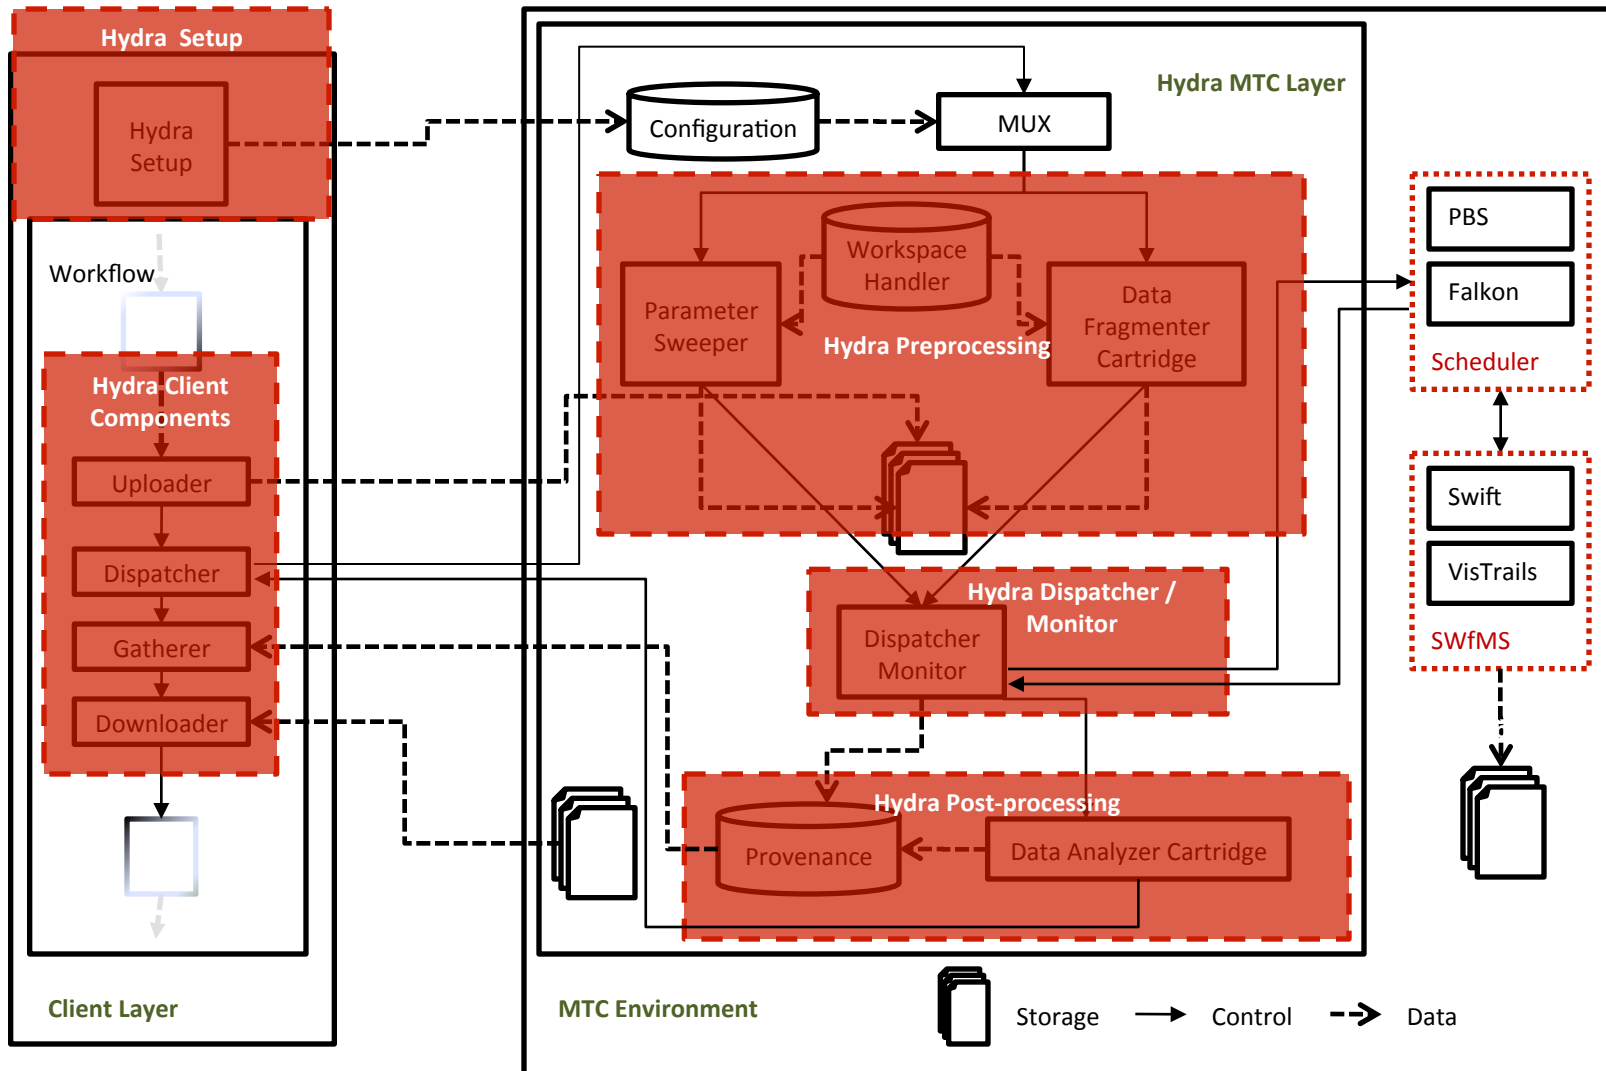 Hydra Setup
Hydra
Setup
Workflow
Hydra Client
Components
Uploader
Dispatcher
Gatherer
Downloader
Client Layer
Hydra MTC Layer
Configuration
MUX
Workspace
Handler
Parameter
Sweeper
Data
Fragmenter
Cartridge
Hydra Preprocessing
Hydra Dispatcher /
Monitor
Dispatcher
Monitor
Hydra Post-processing
Provenance
Data Analyzer Cartridge
MTC Environment
PBS
Falkon
Scheduler
Swift
VisTrails
SWfMS
Storage
Control
Data